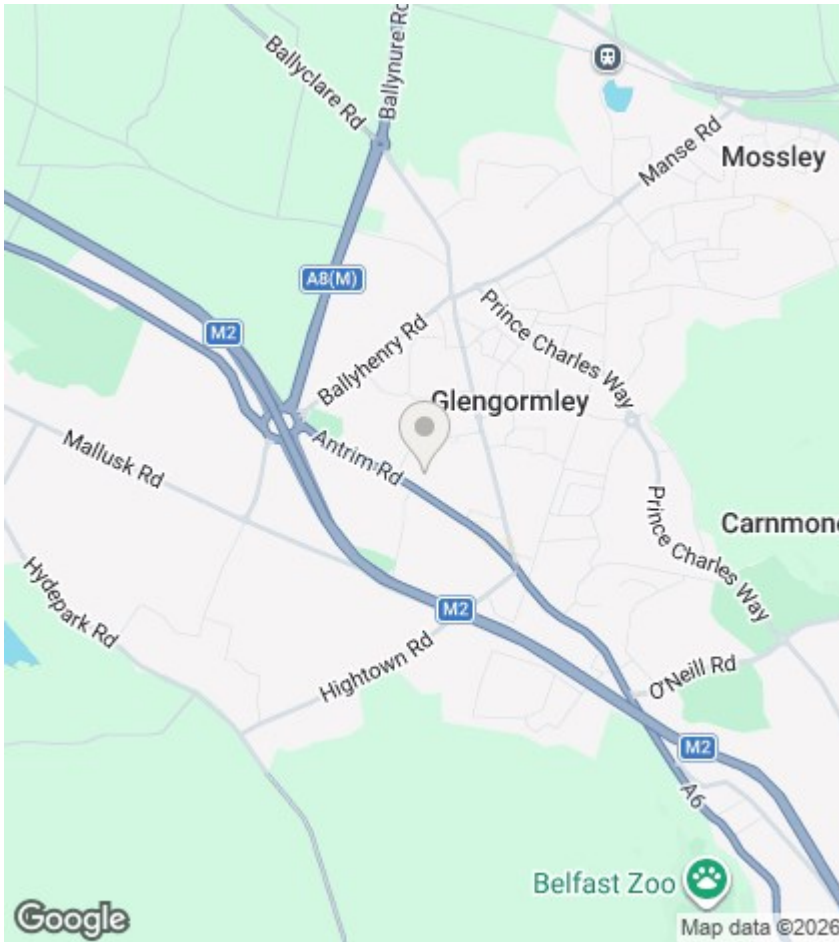 Ballyclare Rd
Ballynure Rd
Manse Rd
Mossley
A8(M)
M2
Prince Charles Way
Ballyhenry Rd
Glengormley
Antrim Rd
Mallusk Rd
Prince Charles Way
Carnmone
Hydepark Rd
M2
Hightown Rd
O'Neill Rd
M2
A6
Belfast Zoo
Google
Map data ©2026